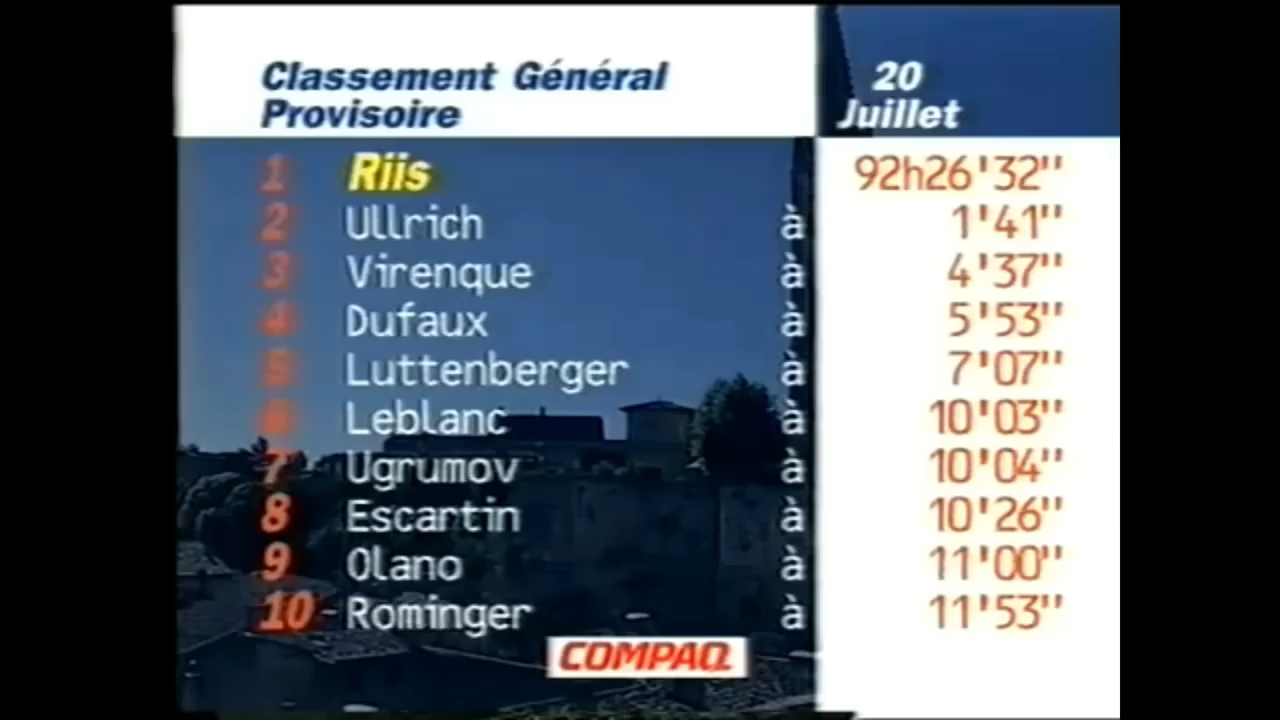 Classement Général
Provisoire
20
Juillet
1 Riis 92h26'32''
2 Ullrich à 1'41''
3 Virenque à 4'37''
4 Dufaux à 5'53''
5 Luttenberger à 7'07''
6 Leblanc à 10'03''
7 Ugrumov à 10'04''
8 Escartin à 10'26''
9 Olano à 11'00''
10 Rominger à 11'53''
COMPAQ